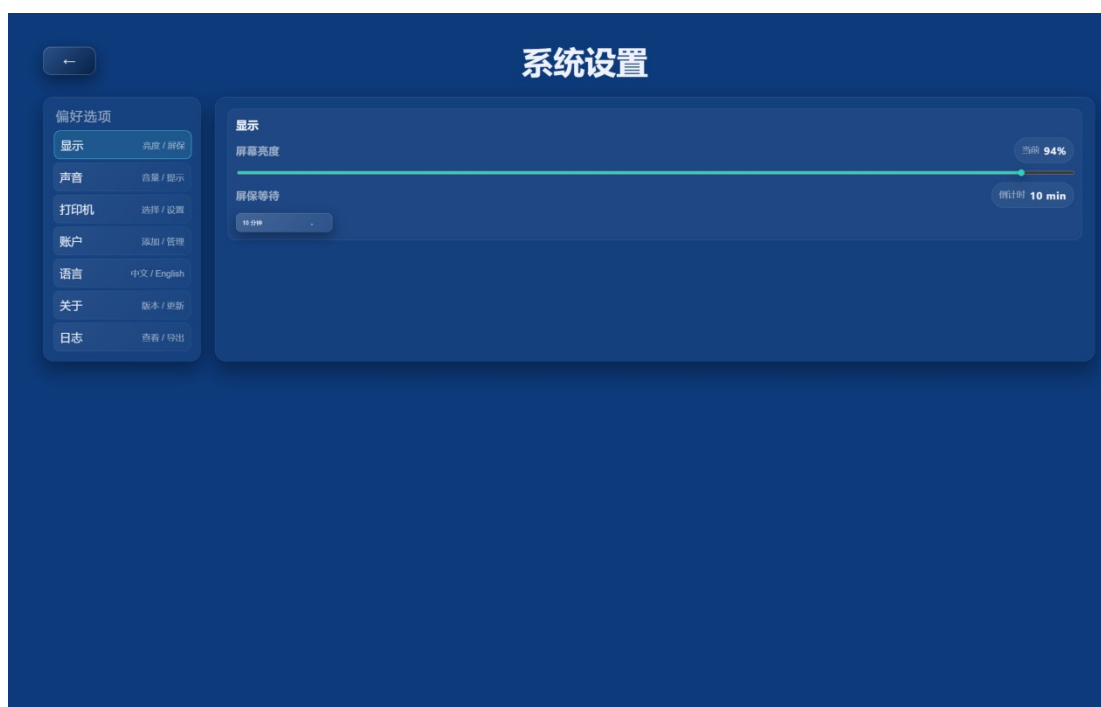 ←
系统设置
偏好选项
显示 亮度 / 屏保
声音 音量 / 提示
打印机 选择 / 设置
账户 添加 / 管理
语言 中文 / English
关于 版本 / 更新
日志 查看 / 导出
显示
屏幕亮度 当前 94%
屏保等待 倒计时 10 min
10 分钟